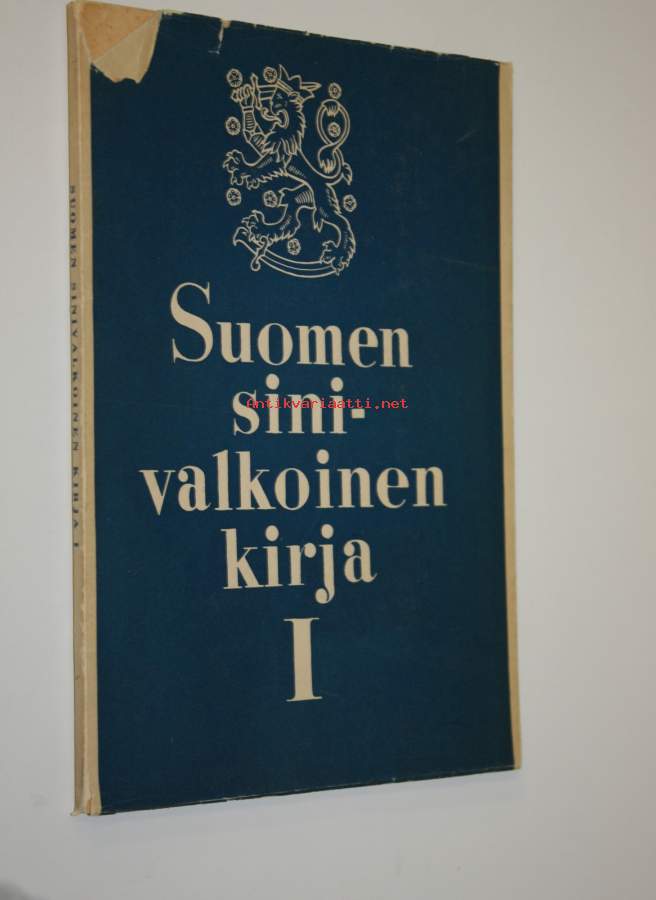 SUOMEN SINIVALKOINEN KIRJA I
Suomen
sini-
antikvariaatti.net
valkoinen
kirja
I